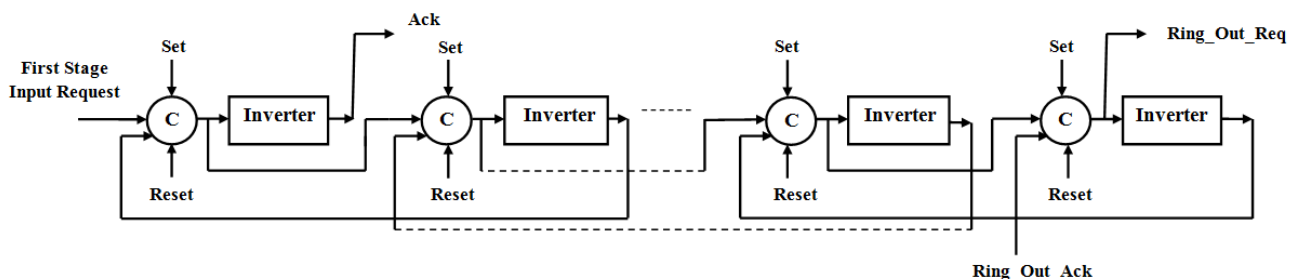 Ack
Ring_Out_Req
Set
Set
Set
Set
First Stage
Input Request
C
Inverter
C
Inverter
C
Inverter
C
Inverter
Reset
Reset
Reset
Reset
Ring_Out_Ack